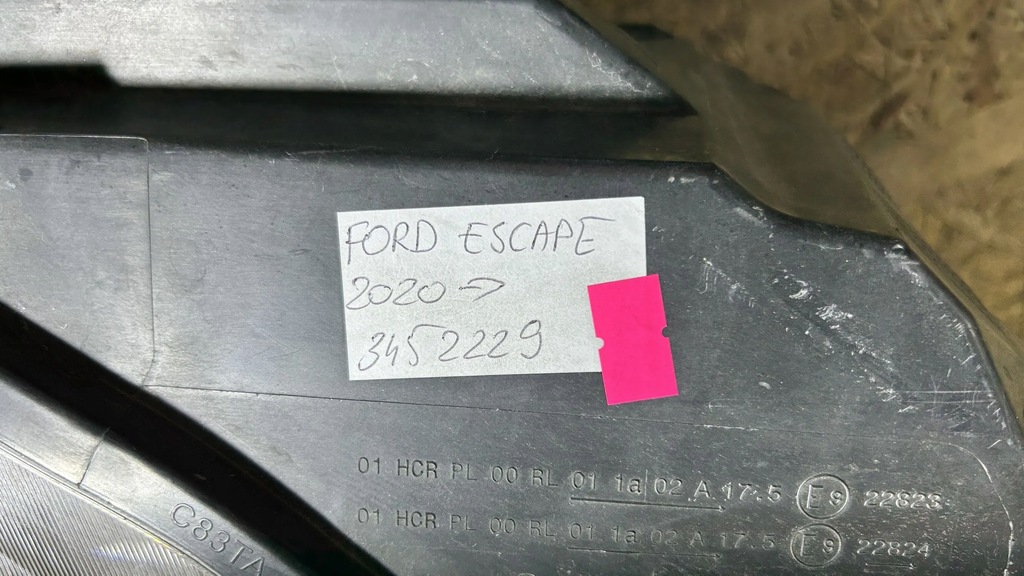 FORD ESCAPE
2020 →
3452229
01 HCR PL 00 RL 01 1a 02 A 17.5 E9 22823
01 HCR PL 00 RL 01 1a 02 A 17.5 E9 22824
C83TA